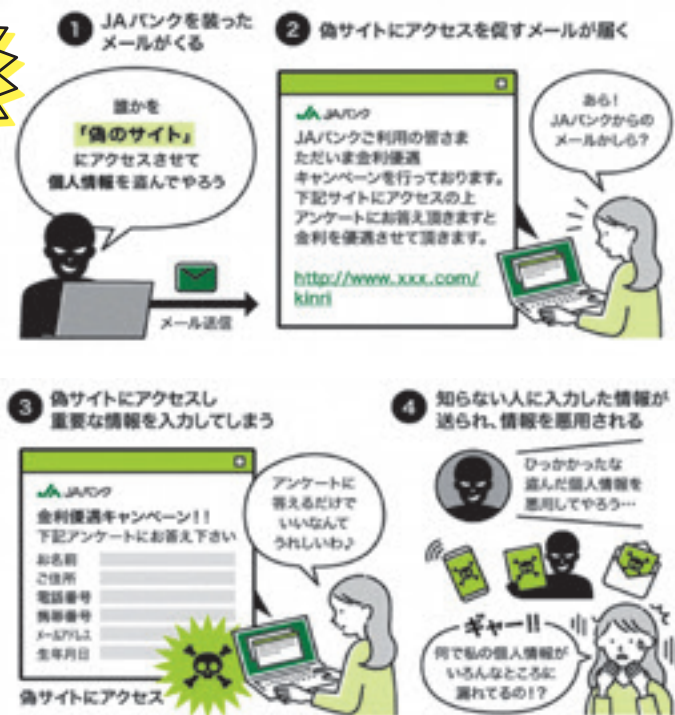 1 JAバンクを装った
メールがくる
誰かを
「偽のサイト」
にアクセスさせて
個人情報を盗んでやろう
メール送信
2 偽サイトにアクセスを促すメールが届く
JA JAバンク
JAバンクご利用の皆さま
ただいま金利優遇
キャンペーンを行っております。
下記サイトにアクセスの上
アンケートにお答え頂きますと
金利を優遇させて頂きます。
http://www.xxx.com/
kinri
あら!
JAバンクからの
メールかしら?
3 偽サイトにアクセスし
重要な情報を入力してしまう
JA JAバンク
金利優遇キャンペーン!!
下記アンケートにお答え下さい
お名前
ご住所
電話番号
携帯番号
メールアドレス
生年月日
偽サイトにアクセス
アンケートに
答えるだけで
いいなんて
うれしいわ♪
4 知らない人に入力した情報が
送られ、情報を悪用される
ひっかかったな
盗んだ個人情報を
悪用してやろう…
ギャー!!
何で私の個人情報が
いろんなところに
漏れてるの!?